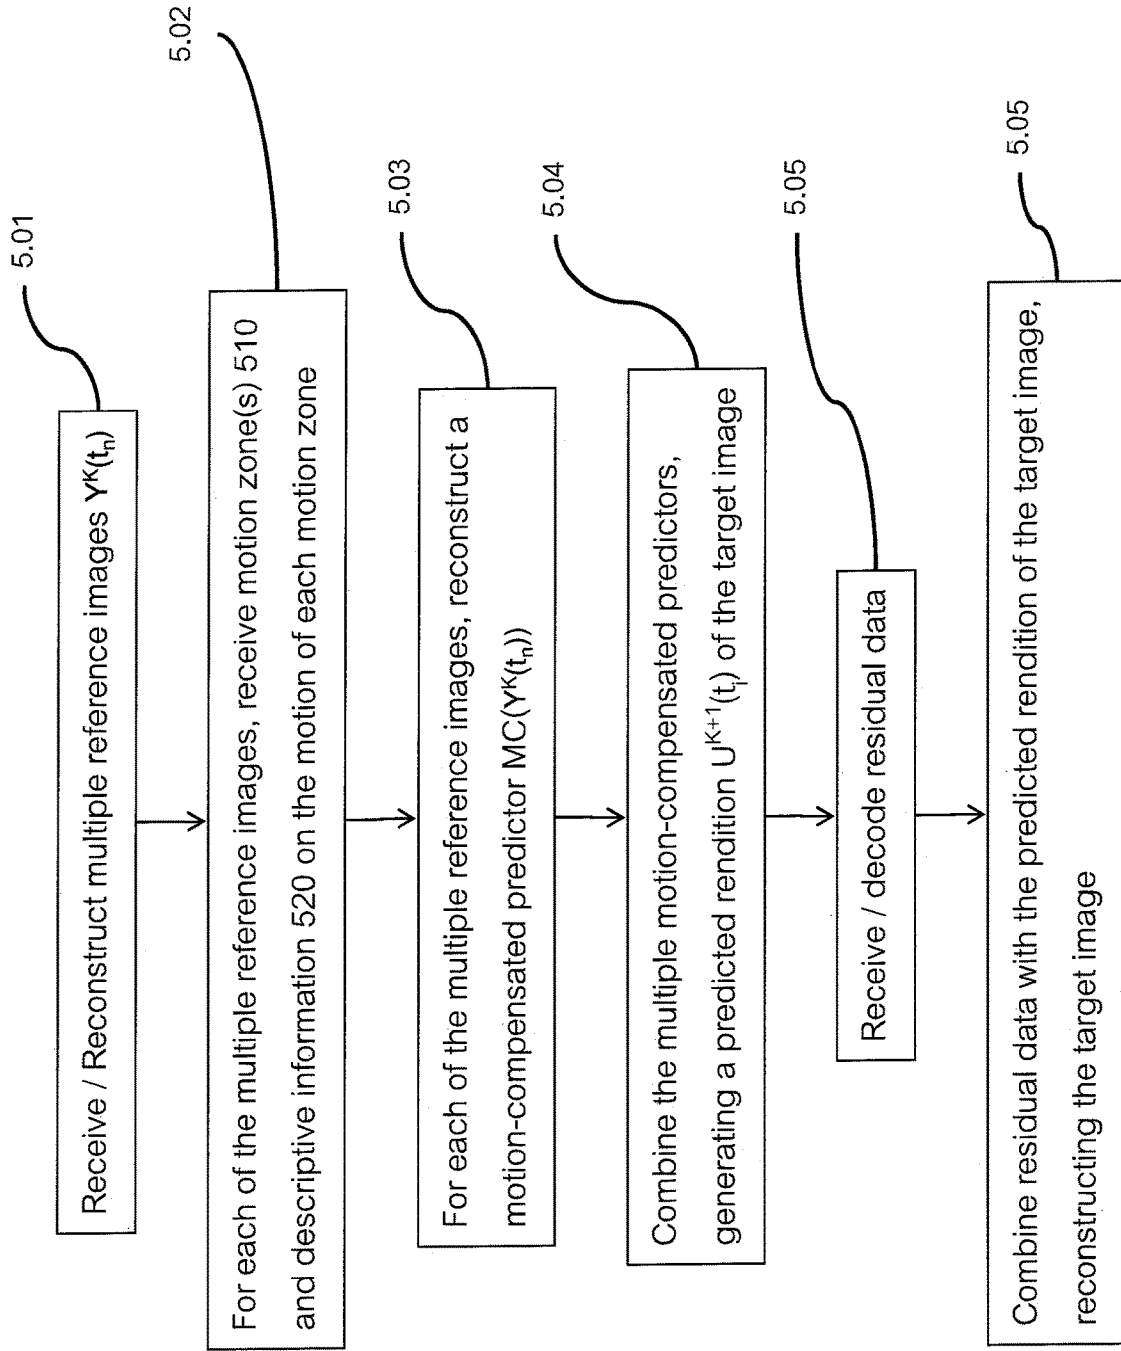 5.01
Receive / Reconstruct multiple reference images Y^K(t_n)
5.02
For each of the multiple reference images, receive motion zone(s) 510
and descriptive information 520 on the motion of each motion zone
5.03
For each of the multiple reference images, reconstruct a
motion-compensated predictor MC(Y^K(t_n))
5.04
Combine the multiple motion-compensated predictors,
generating a predicted rendition U^{K+1}(t_j) of the target image
5.05
Receive / decode residual data
5.05
Combine residual data with the predicted rendition of the target image,
reconstructing the target image